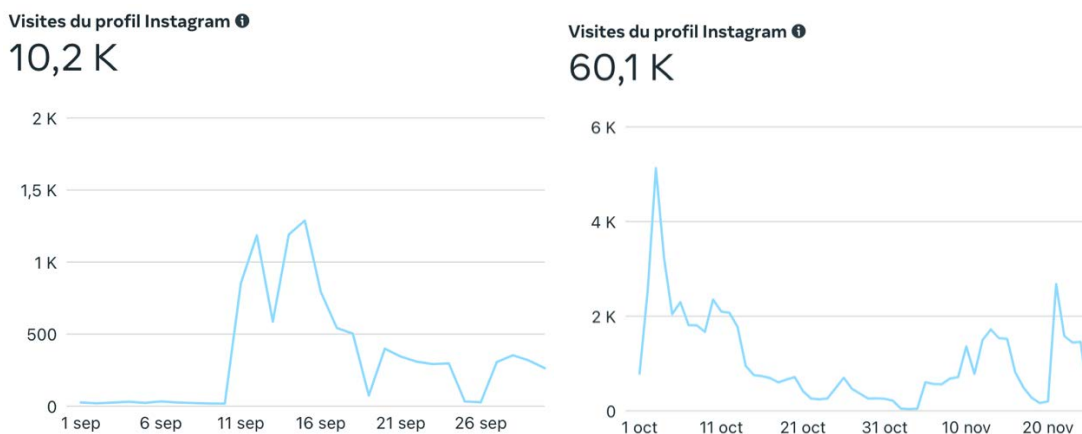 Visites du profil Instagram
10,2 K
2 K
1,5 K
1 K
500
0
1 sep 6 sep 11 sep 16 sep 21 sep 26 sep
Visites du profil Instagram
60,1 K
6 K
4 K
2 K
0
1 oct 11 oct 21 oct 31 oct 10 nov 20 nov